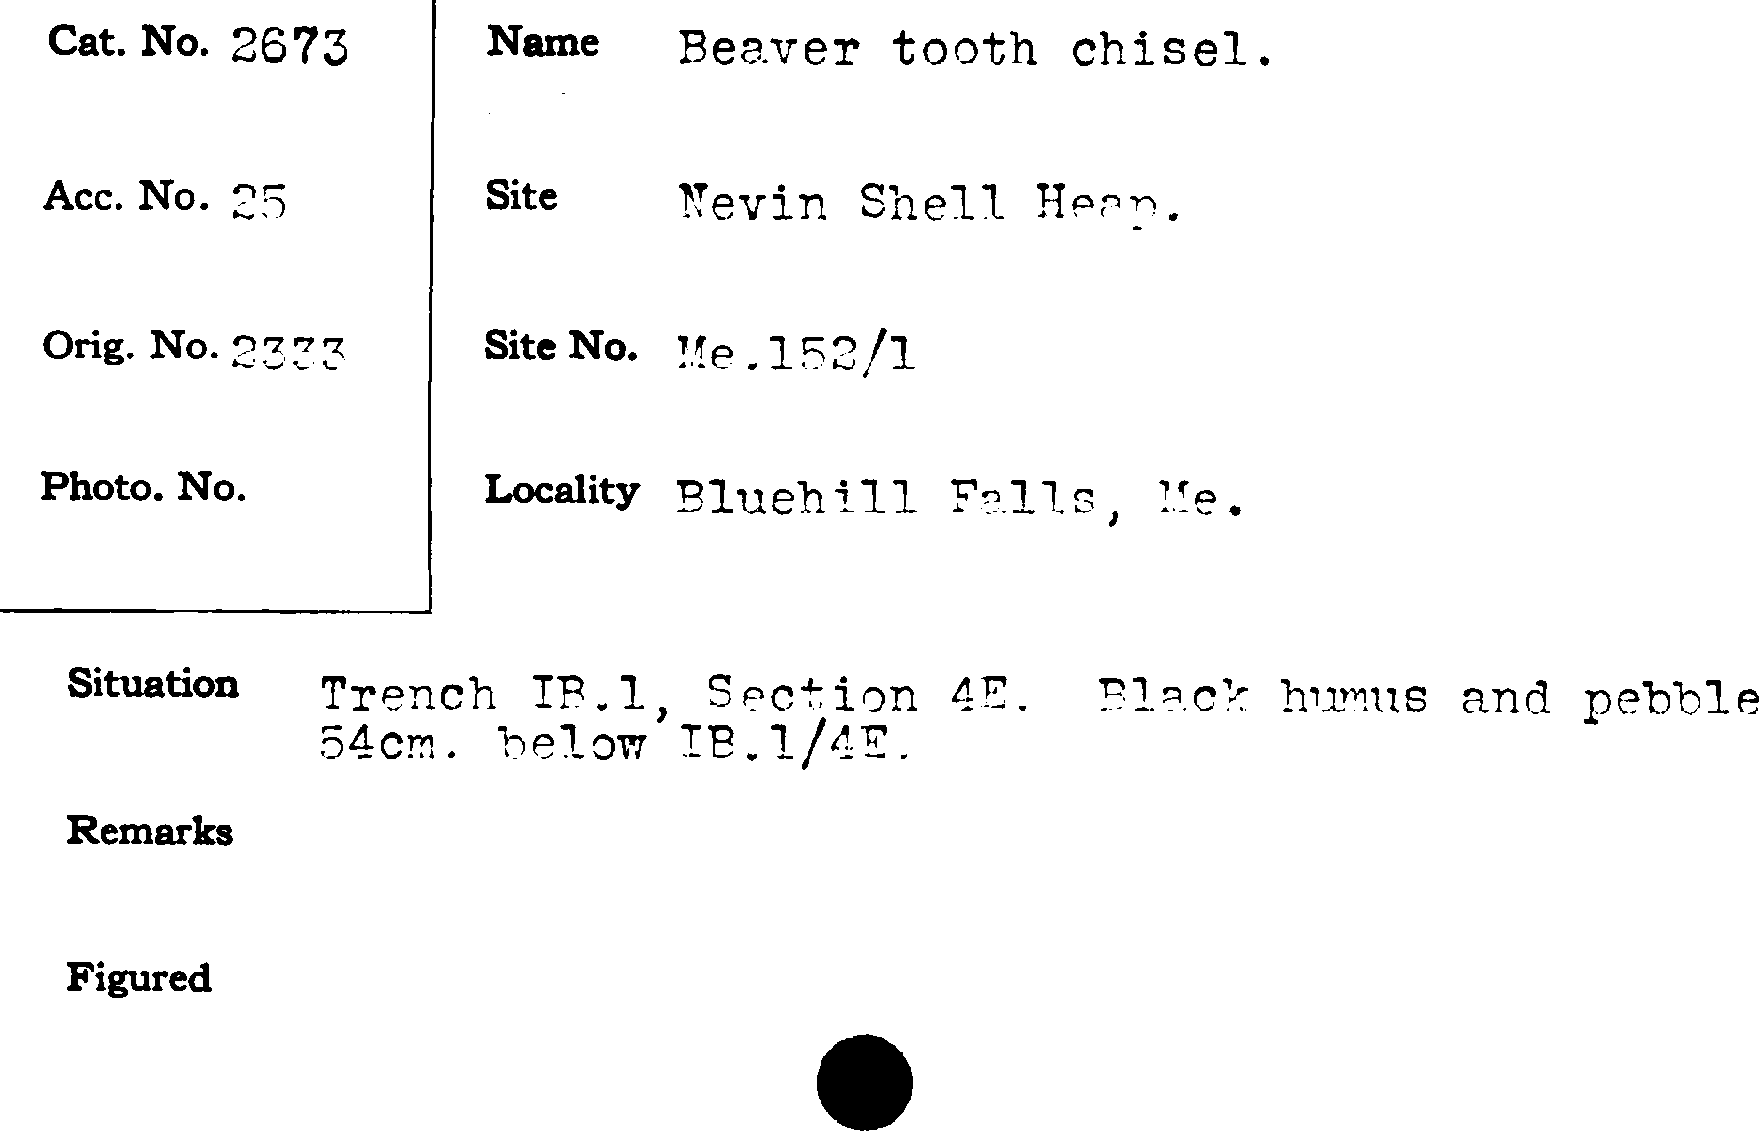 Cat. No. 2673
Name Beaver tooth chisel.
Acc. No. 25
Site Nevin Shell Heap.
Orig. No. 2333
Site No. Me.152/1
Photo. No.
Locality Bluehill Falls, Me.
Situation Trench IB.1, Section 4E. Black humus and pebble
54cm. below IB.1/4E.
Remarks
Figured